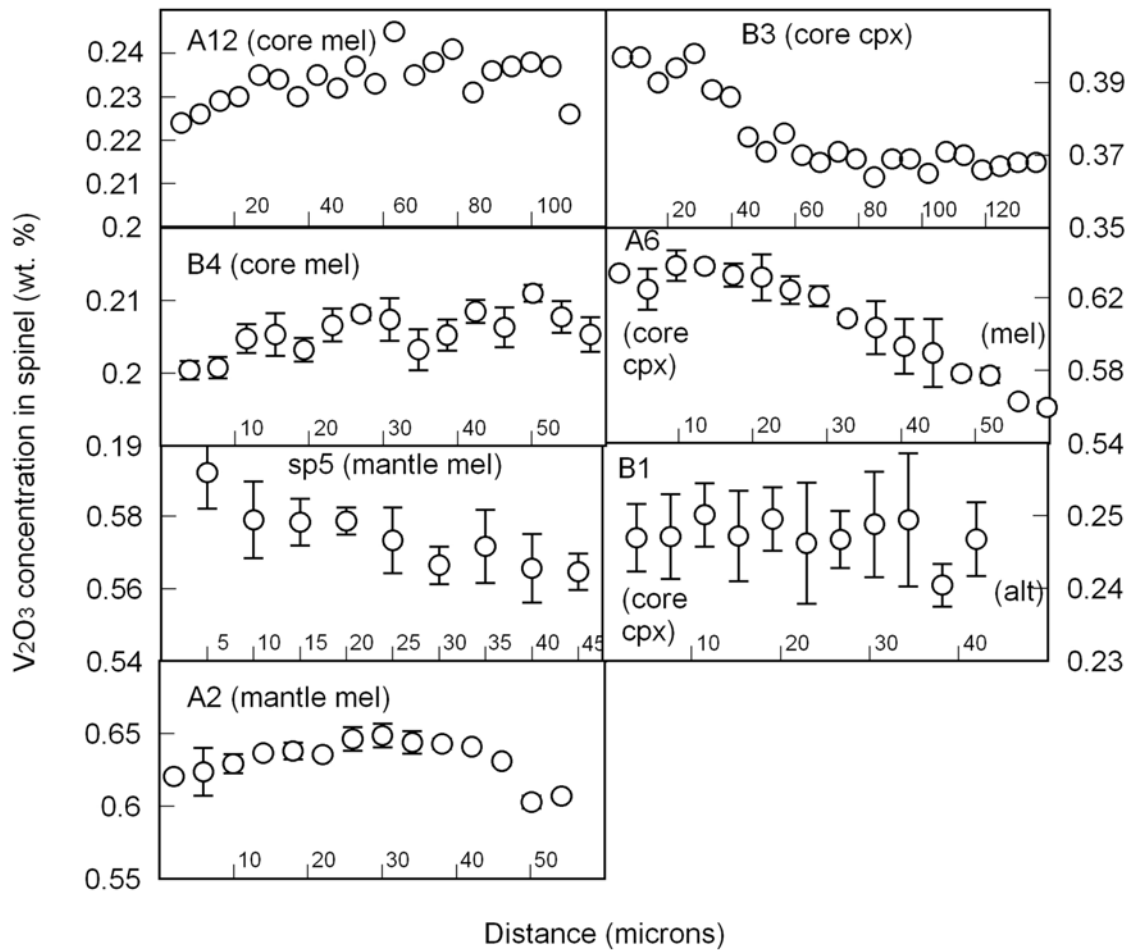 V2O3 concentration in spinel (wt. %)
A12 (core mel)
0.24
0.23
0.22
0.21
0.2
20 40 60 80 100
B3 (core cpx)
0.39
0.37
0.35
20 40 60 80 100 120
B4 (core mel)
0.21
0.2
0.19
10 20 30 40 50
A6
(core
cpx)
(mel)
0.62
0.58
0.54
10 20 30 40 50
sp5 (mantle mel)
0.58
0.56
0.54
5 10 15 20 25 30 35 40 45
B1
(core
cpx)
(alt)
0.25
0.24
0.23
10 20 30 40
A2 (mantle mel)
0.65
0.6
0.55
10 20 30 40 50
Distance (microns)